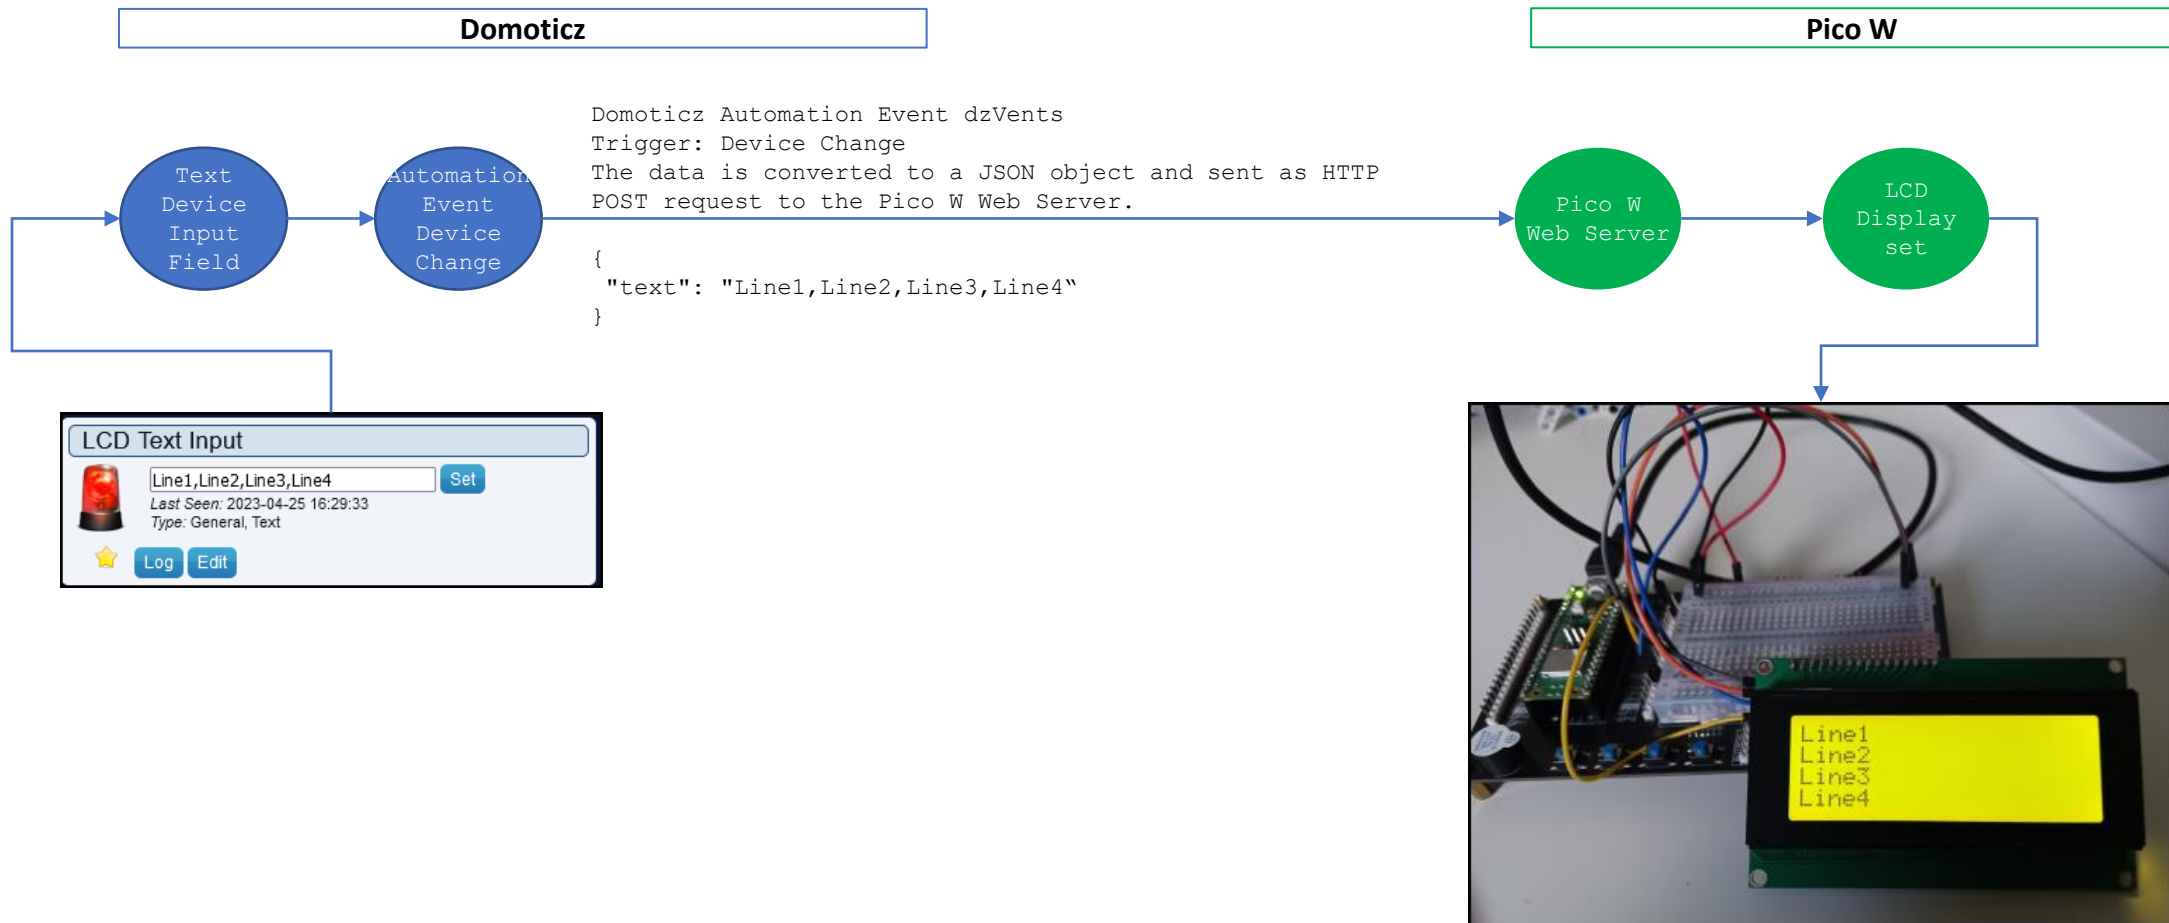 Domoticz
Pico W
Domoticz Automation Event dzVents
Trigger: Device Change
The data is converted to a JSON object and sent as HTTP
POST request to the Pico W Web Server.
{
"text": "Line1,Line2,Line3,Line4“
}
Text
Device
Input
Field
Automation
Event
Device
Change
Pico W
Web Server
LCD
Display
set
LCD Text Input
Line1,Line2,Line3,Line4
Set
Last Seen: 2023-04-25 16:29:33
Type: General, Text
Log
Edit
Line1
Line2
Line3
Line4